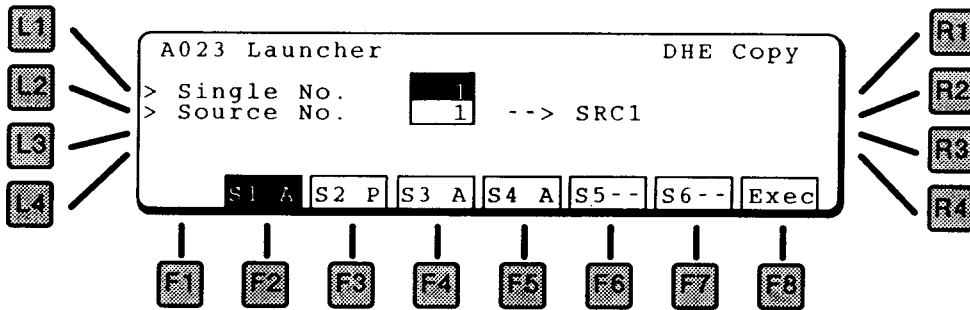 L1
L2
L3
L4
A023 Launcher DHE Copy
> Single No. 1
> Source No. 1 --> SRC1
S1 A S2 P S3 A S4 A S5-- S6-- Exec
R1
R2
R3
R4
F1 F2 F3 F4 F5 F6 F7 F8